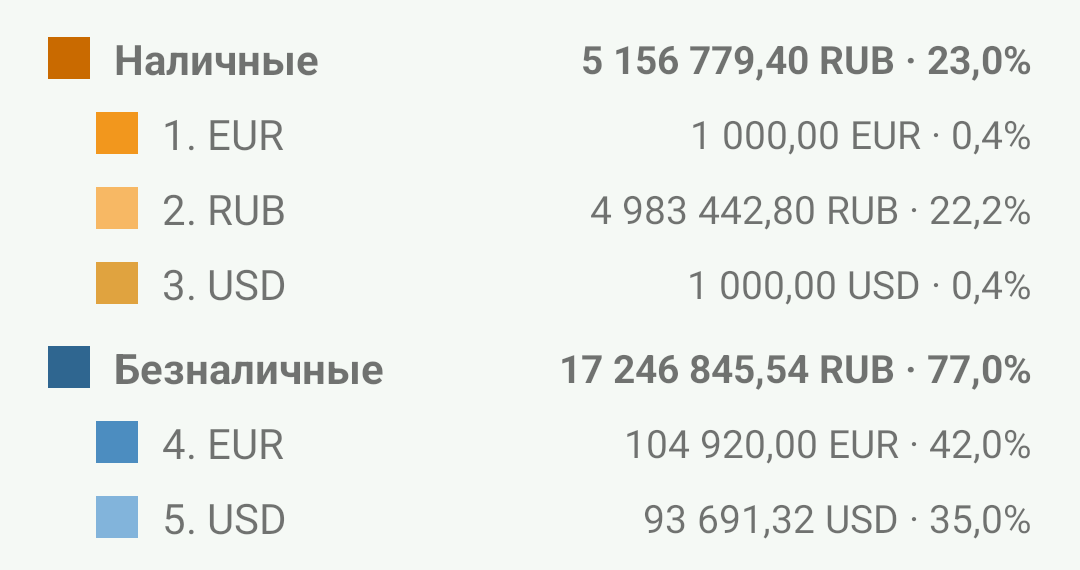 Наличные 5 156 779,40 RUB · 23,0%
1. EUR 1 000,00 EUR · 0,4%
2. RUB 4 983 442,80 RUB · 22,2%
3. USD 1 000,00 USD · 0,4%
Безналичные 17 246 845,54 RUB · 77,0%
4. EUR 104 920,00 EUR · 42,0%
5. USD 93 691,32 USD · 35,0%